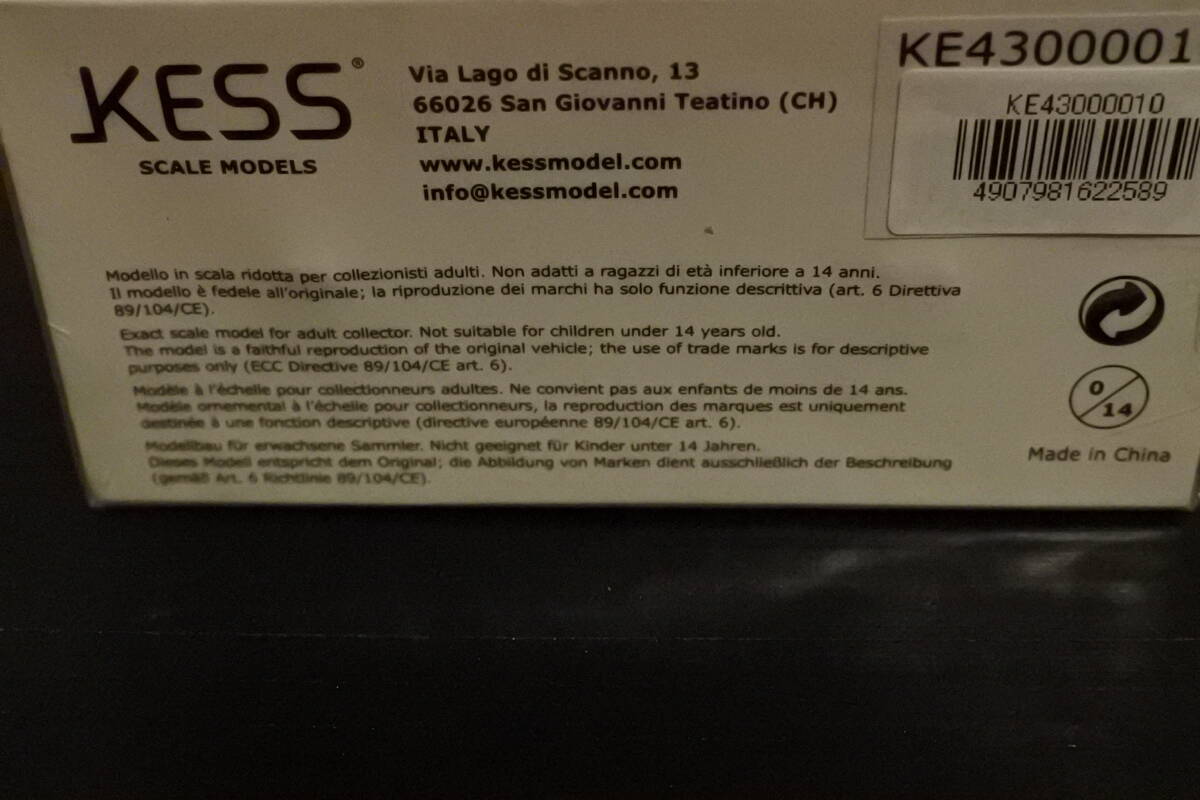 KESS®
SCALE MODELS
Via Lago di Scanno, 13
66026 San Giovanni Teatino (CH)
ITALY
www.kessmodel.com
info@kessmodel.com
KE4300001
KE43000010
4907981622589
Modello in scala ridotta per collezionisti adulti. Non adatti a ragazzi di età inferiore a 14 anni.
Il modello è fedele all'originale; la riproduzione dei marchi ha solo funzione descrittiva (art. 6 Direttiva
89/104/CE).
Exact scale model for adult collector. Not suitable for children under 14 years old.
The model is a faithful reproduction of the original vehicle; the use of trade marks is for descriptive
purposes only (ECC Directive 89/104/CE art. 6).
Modèle à l'échelle pour collectionneurs adultes. Ne convient pas aux enfants de moins de 14 ans.
Modèle ornemental à l'échelle pour collectionneurs, la reproduction des marques est uniquement
destinée à une fonction descriptive (directive européenne 89/104/CE art. 6).
Modellbau für erwachsene Sammler. Nicht geeignet für Kinder unter 14 Jahren.
Dieses Modell entspricht dem Original; die Abbildung von Marken dient ausschließlich der Beschreibung
(gemäß Art. 6 Richtlinie 89/104/CE).
0/14
Made in China